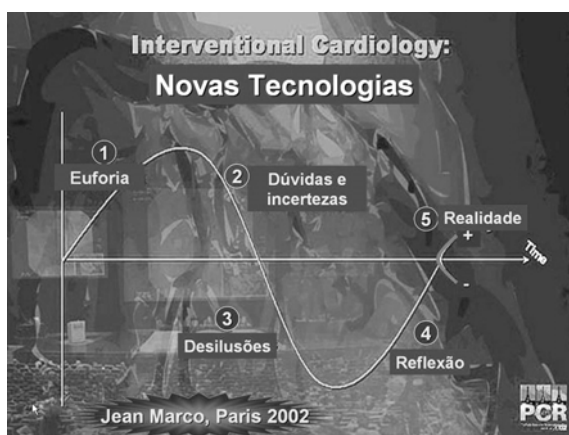 Interventional Cardiology:
Novas Tecnologias
1
Euforia
2
Dúvidas e
incertezas
3
Desilusões
4
Reflexão
5
Realidade
+
-
Time
Jean Marco, Paris 2002
PCR